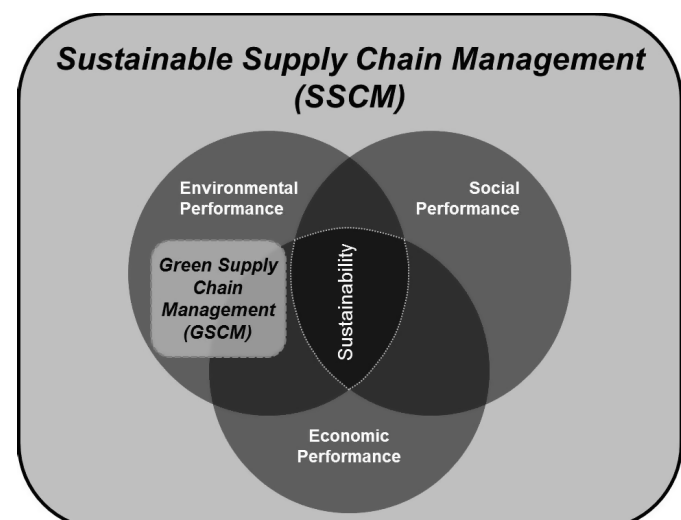 Sustainable Supply Chain Management
(SSCM)
Environmental
Performance
Social
Performance
Green Supply
Chain
Management
(GSCM)
Sustainability
Economic
Performance